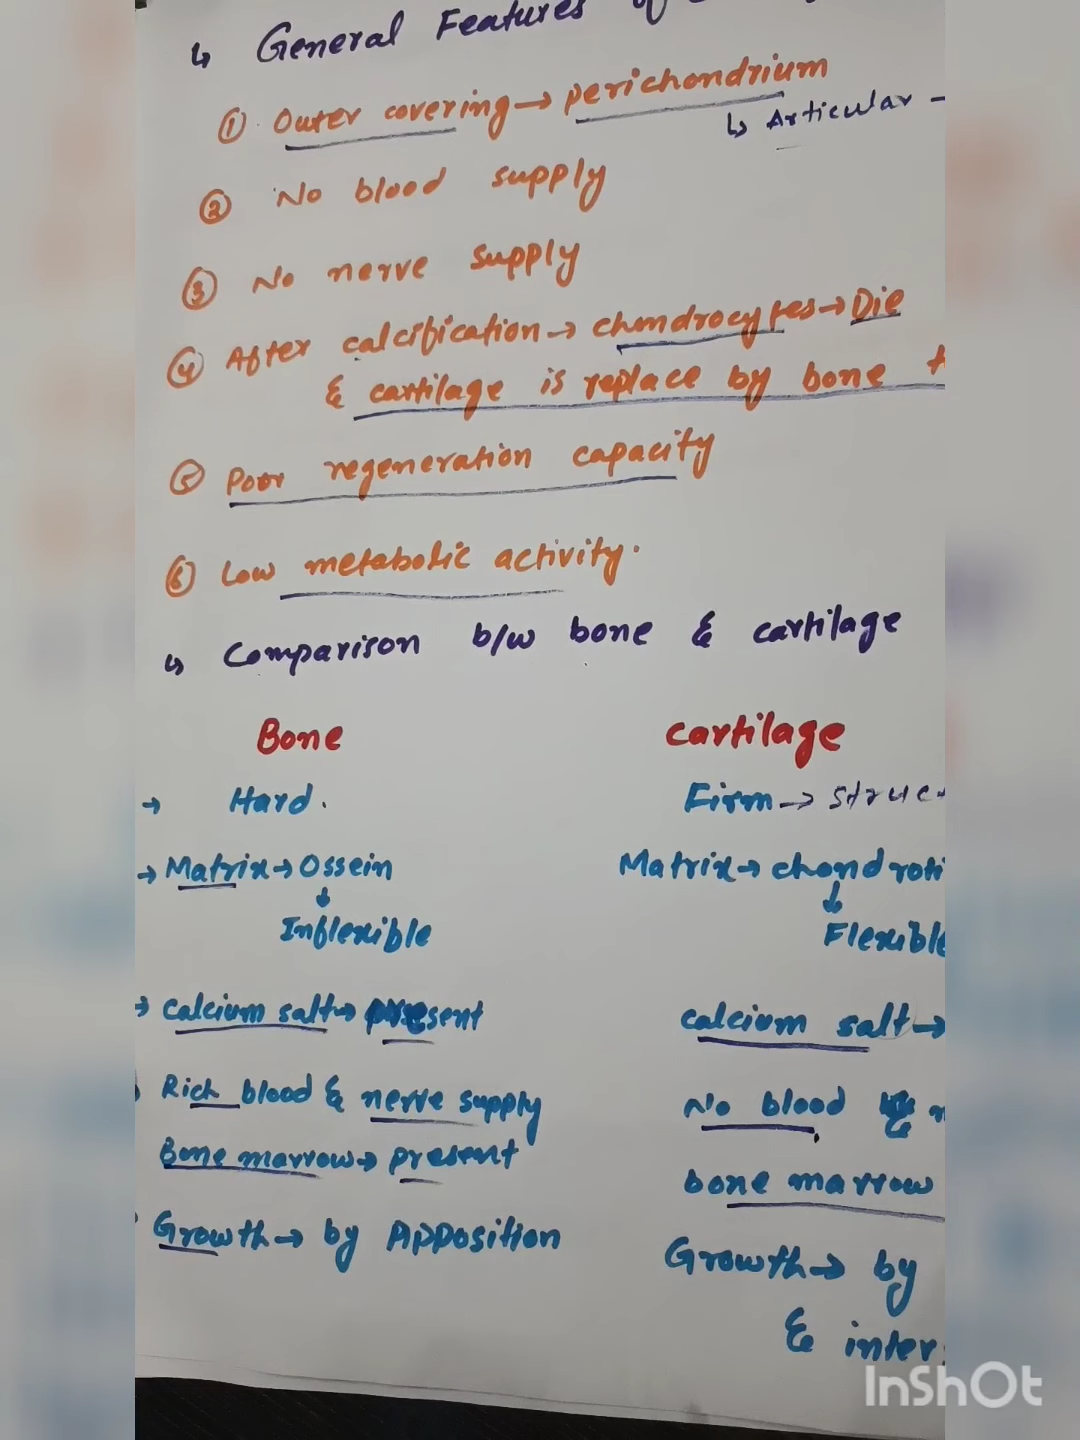 ↳ General Features of
① Outer covering → perichondrium
↳ Articular -
② No blood supply
③ No nerve supply
④ After calcification → chondrocytes → Die
& cartilage is replace by bone t
⑤ Poor regeneration capacity
⑥ Low metabolic activity.
↳ Comparison b/w bone & cartilage
Bone cartilage
→ Hard. Firm → struc
→ Matrix → Ossein Matrix → chondroti
↓ ↓
Inflexible Flexible
→ calcium salt → present calcium salt →
Rich blood & nerve supply No blood & n
Bone marrow → present bone marrow
Growth → by Apposition Growth → by
& inter
InShOt